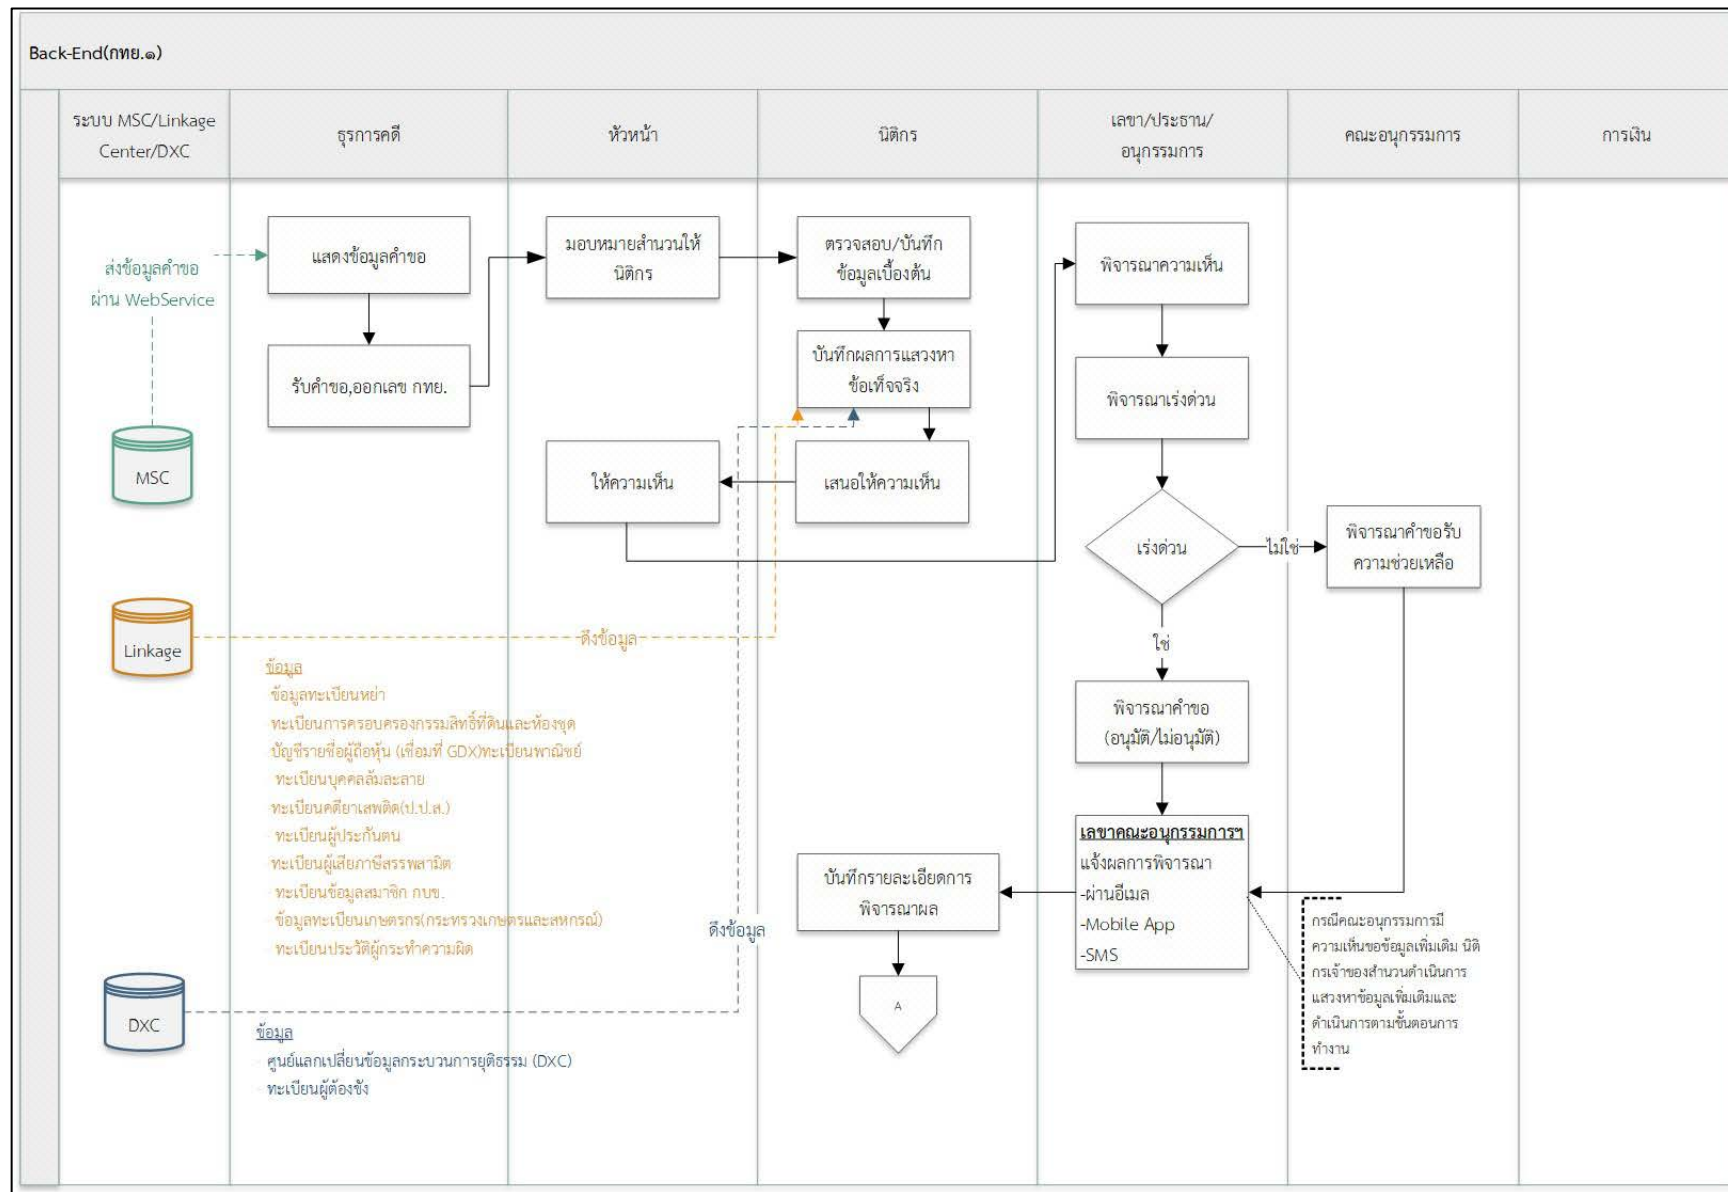 Back-End(กทย.๑)
ระบบ MSC/Linkage
Center/DXC
ธุรการคดี
หัวหน้า
นิติกร
เลขา/ประธาน/
อนุกรรมการ
คณะอนุกรรมการ
การเงิน
ส่งข้อมูลคำขอ
ผ่าน WebService
แสดงข้อมูลคำขอ
มอบหมายสำนวนให้
นิติกร
ตรวจสอบ/บันทึก
ข้อมูลเบื้องต้น
พิจารณาความเห็น
รับคำขอ,ออกเลข กทย.
บันทึกผลการแสวงหา
ข้อเท็จจริง
พิจารณาเร่งด่วน
MSC
ให้ความเห็น
เสนอให้ความเห็น
เร่งด่วน
ไม่ใช่
พิจารณาคำขอรับ
ความช่วยเหลือ
ใช่
Linkage
ดึงข้อมูล
ข้อมูล
ข้อมูลทะเบียนหย่า
ทะเบียนการครอบครองกรรมสิทธิ์ที่ดินและห้องชุด
บัญชีรายชื่อผู้ถือหุ้น (เชื่อมที่ GDX)ทะเบียนพาณิชย์
ทะเบียนบุคคลล้มละลาย
ทะเบียนคดียาเสพติด(ป.ป.ส.)
- ทะเบียนผู้ประกันตน
ทะเบียนผู้เสียภาษีสรรพสามิต
- ทะเบียนข้อมูลสมาชิก กบข.
- ข้อมูลทะเบียนเกษตรกร(กระทรวงเกษตรและสหกรณ์)
- ทะเบียนประวัติผู้กระทำความผิด
พิจารณาคำขอ
(อนุมัติ/ไม่อนุมัติ)
เลขาคณะอนุกรรมการฯ
แจ้งผลการพิจารณา
-ผ่านอีเมล
-Mobile App
-SMS
บันทึกรายละเอียดการ
พิจารณาผล
ดึงข้อมูล
กรณีคณะอนุกรรมการมี
ความเห็นขอข้อมูลเพิ่มเติม นิติ
กรเจ้าของสำนวนดำเนินการ
แสวงหาข้อมูลเพิ่มเติมและ
ดำเนินการตามขั้นตอนการ
ทำงาน
A
DXC
ข้อมูล
- ศูนย์แลกเปลี่ยนข้อมูลกระบวนการยุติธรรม (DXC)
- ทะเบียนผู้ต้องขัง